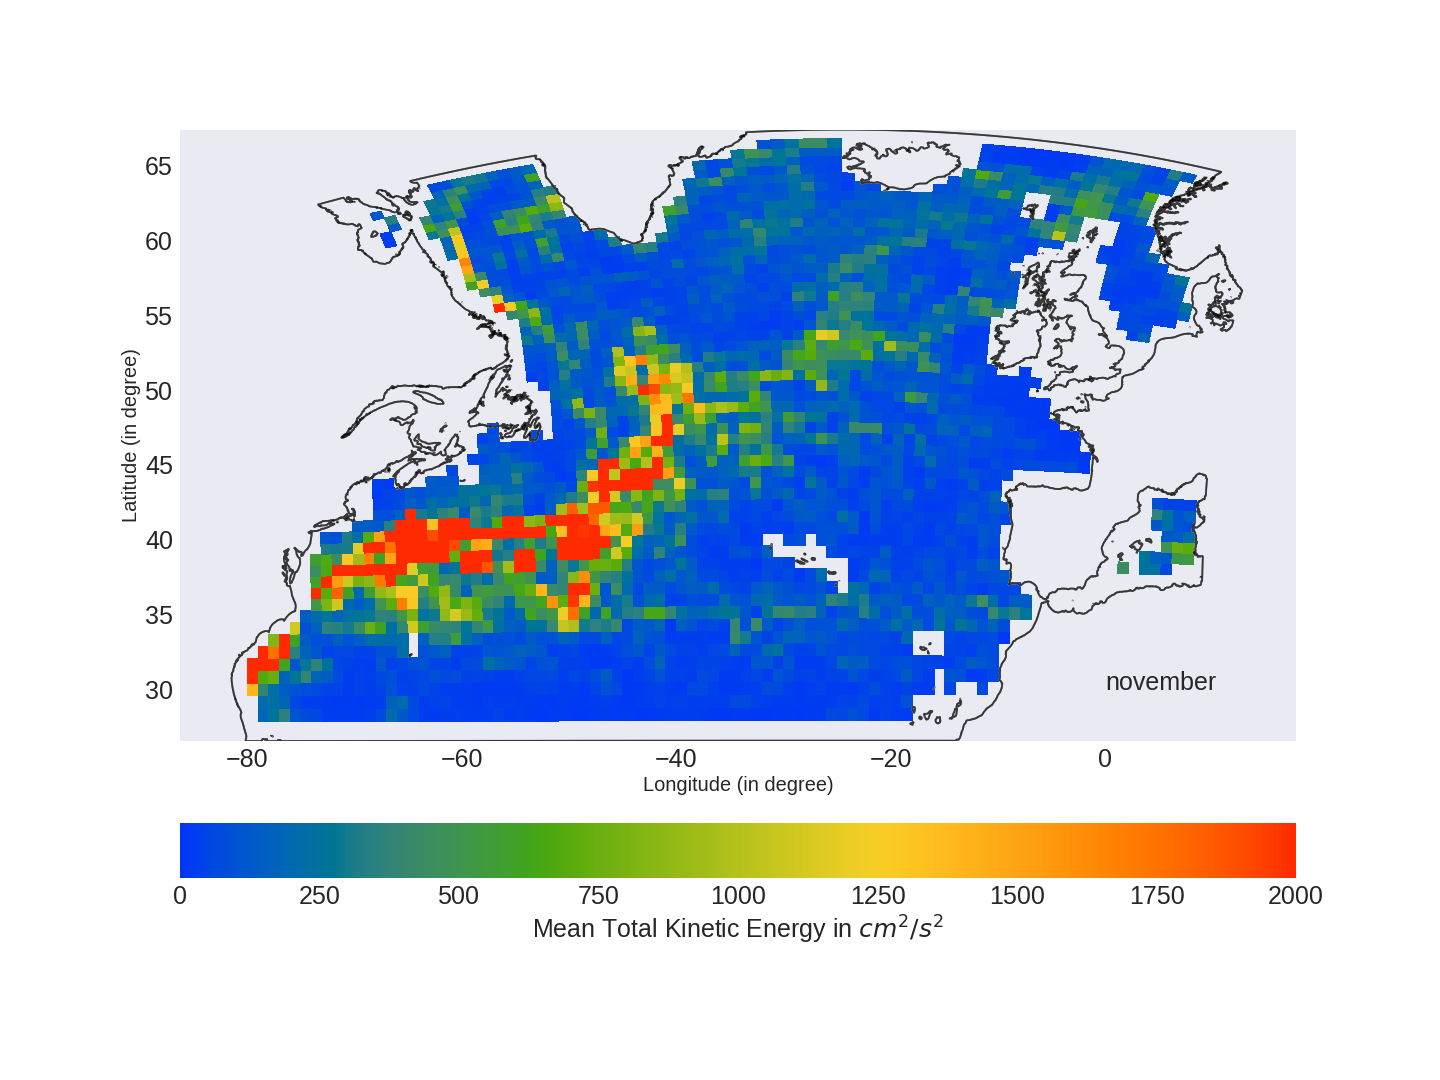 65
60
55
50
45
40
35
30
Latitude (in degree)
november
−80 −60 −40 −20 0
Longitude (in degree)
0 250 500 750 1000 1250 1500 1750 2000
Mean Total Kinetic Energy in cm²/s²